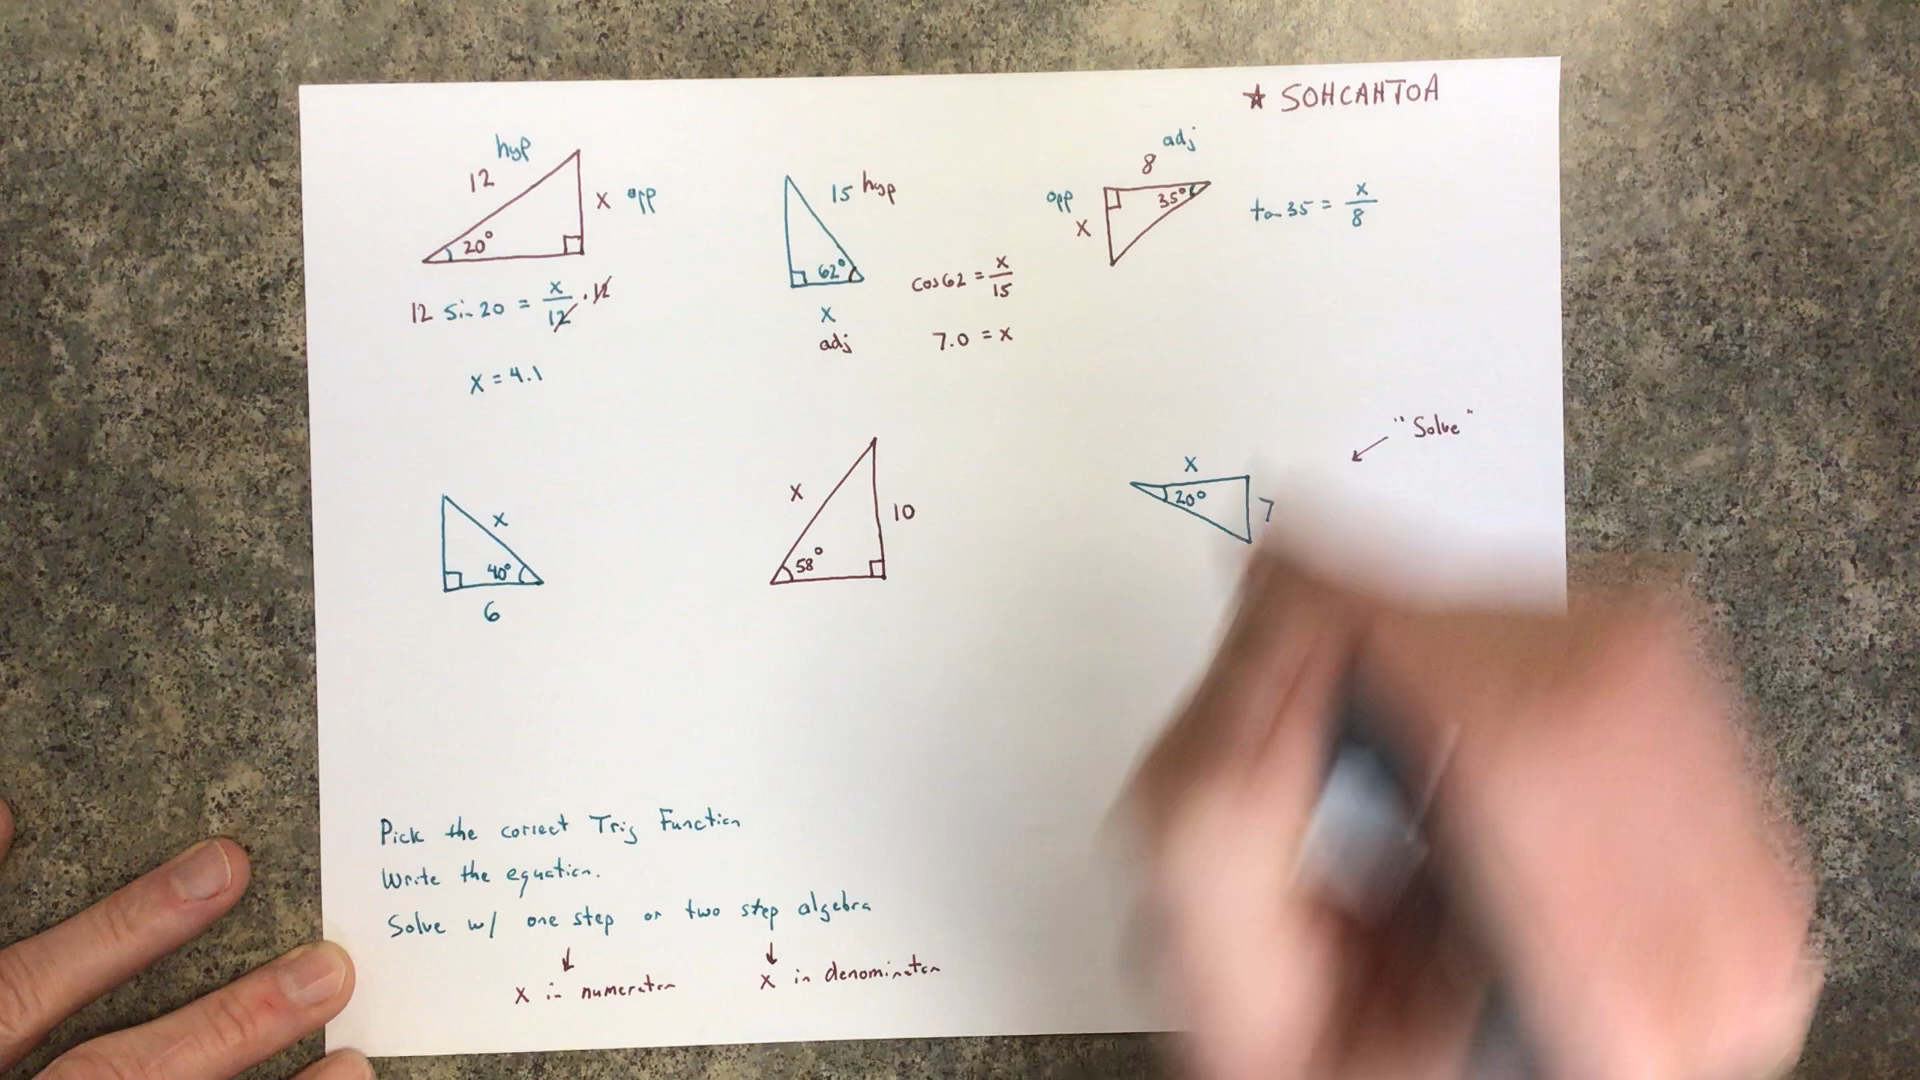 ★ SOHCAHTOA
hyp
12
x opp
20°
12 sin 20 = x/12 · 12
x = 4.1
15 hyp
62°
x
adj
cos 62 = x/15
7.0 = x
adj
8
opp
35°
x
tan 35 = x/8
"Solve"
x
40°
6
x
10
58°
x
20°
7
Pick the correct Trig Function
Write the equation.
Solve w/ one step or two step algebra
x in numerator
x in denominator